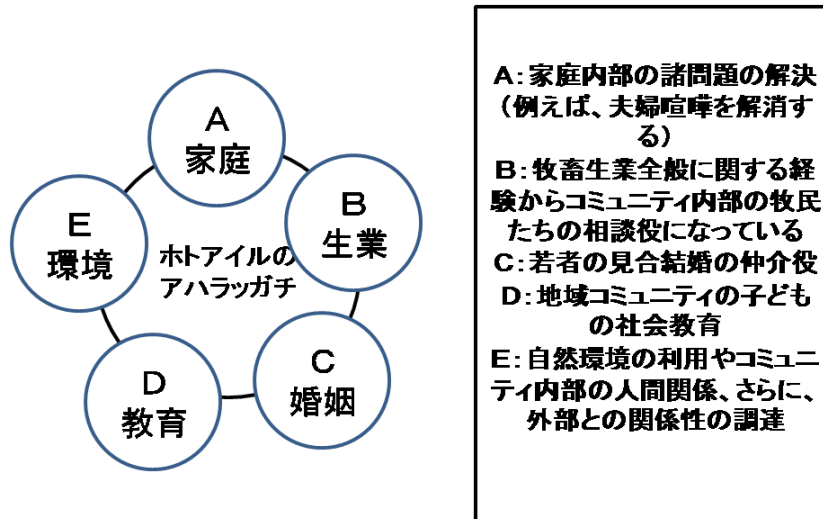 A
家庭
B
生業
C
婚姻
D
教育
E
環境
ホトアイルの
アハラッガチ
A：家庭内部の諸問題の解決
（例えば、夫婦喧嘩を解消す
る）
B：牧畜生業全般に関する経
験からコミュニティ内部の牧民
たちの相談役になっている
C：若者の見合結婚の仲介役
D：地域コミュニティの子ども
の社会教育
E：自然環境の利用やコミュニ
ティ内部の人間関係、さらに、
外部との関係性の調達